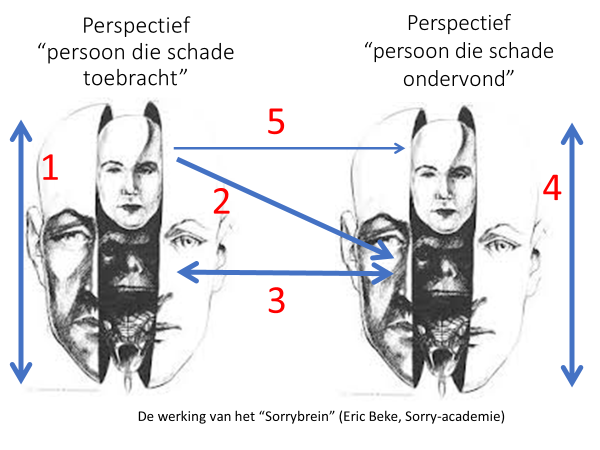 Perspectief
“persoon die schade
toebracht”
Perspectief
“persoon die schade
ondervond”
5
1
2
4
3
De werking van het “Sorrybrein” (Eric Beke, Sorry-academie)